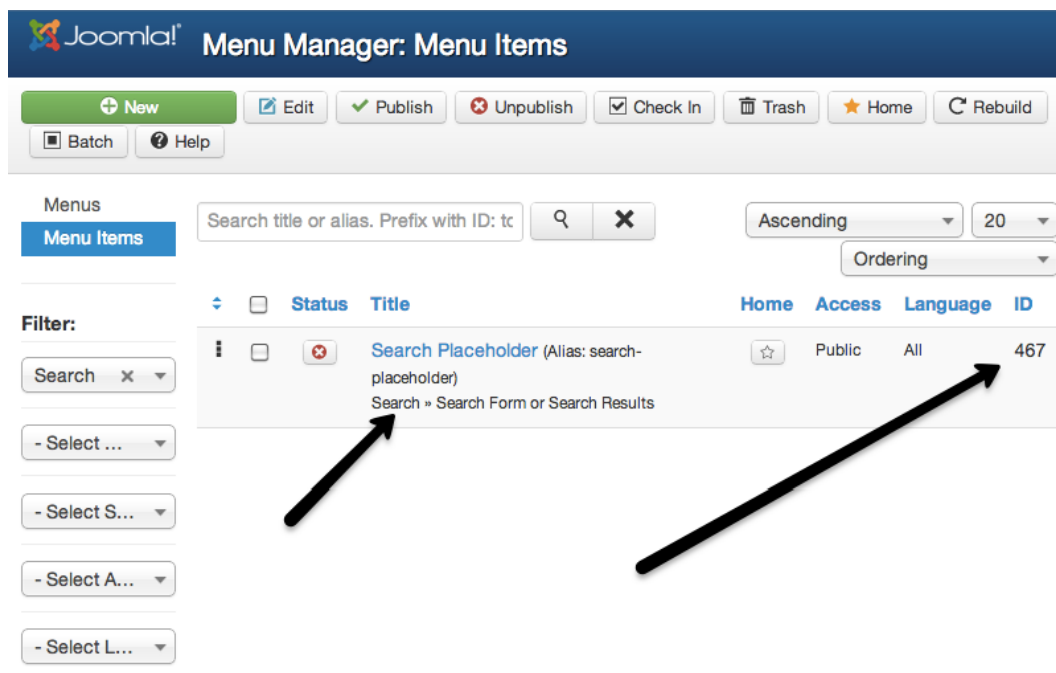 Joomla!®
Menu Manager: Menu Items
New Edit Publish Unpublish Check In Trash Home Rebuild
Batch Help
Menus
Menu Items
Search title or alias. Prefix with ID: tc
Ascending 20
Ordering
Filter:
Search
- Select ...
- Select S...
- Select A...
- Select L...
Status Title Home Access Language ID
Search Placeholder (Alias: search-
placeholder)
Search » Search Form or Search Results
Public All 467